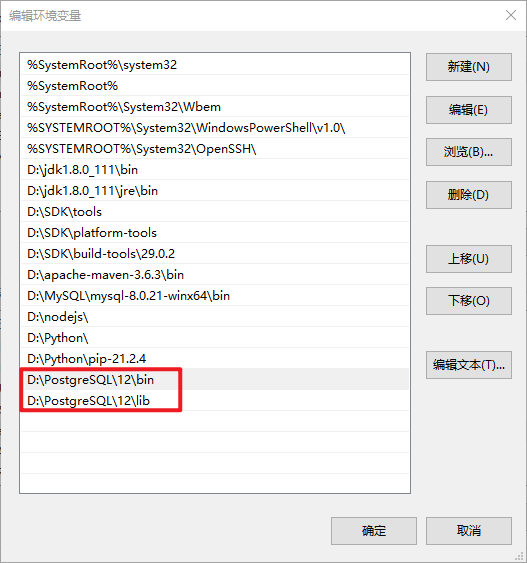 编辑环境变量
%SystemRoot%\system32
%SystemRoot%
%SystemRoot%\System32\Wbem
%SYSTEMROOT%\System32\WindowsPowerShell\v1.0\
%SYSTEMROOT%\System32\OpenSSH\
D:\jdk1.8.0_111\bin
D:\jdk1.8.0_111\jre\bin
D:\SDK\tools
D:\SDK\platform-tools
D:\SDK\build-tools\29.0.2
D:\apache-maven-3.6.3\bin
D:\MySQL\mysql-8.0.21-winx64\bin
D:\nodejs\
D:\Python\
D:\Python\pip-21.2.4
D:\PostgreSQL\12\bin
D:\PostgreSQL\12\lib
新建(N)
编辑(E)
浏览(B)...
删除(D)
上移(U)
下移(O)
编辑文本(T)...
确定
取消